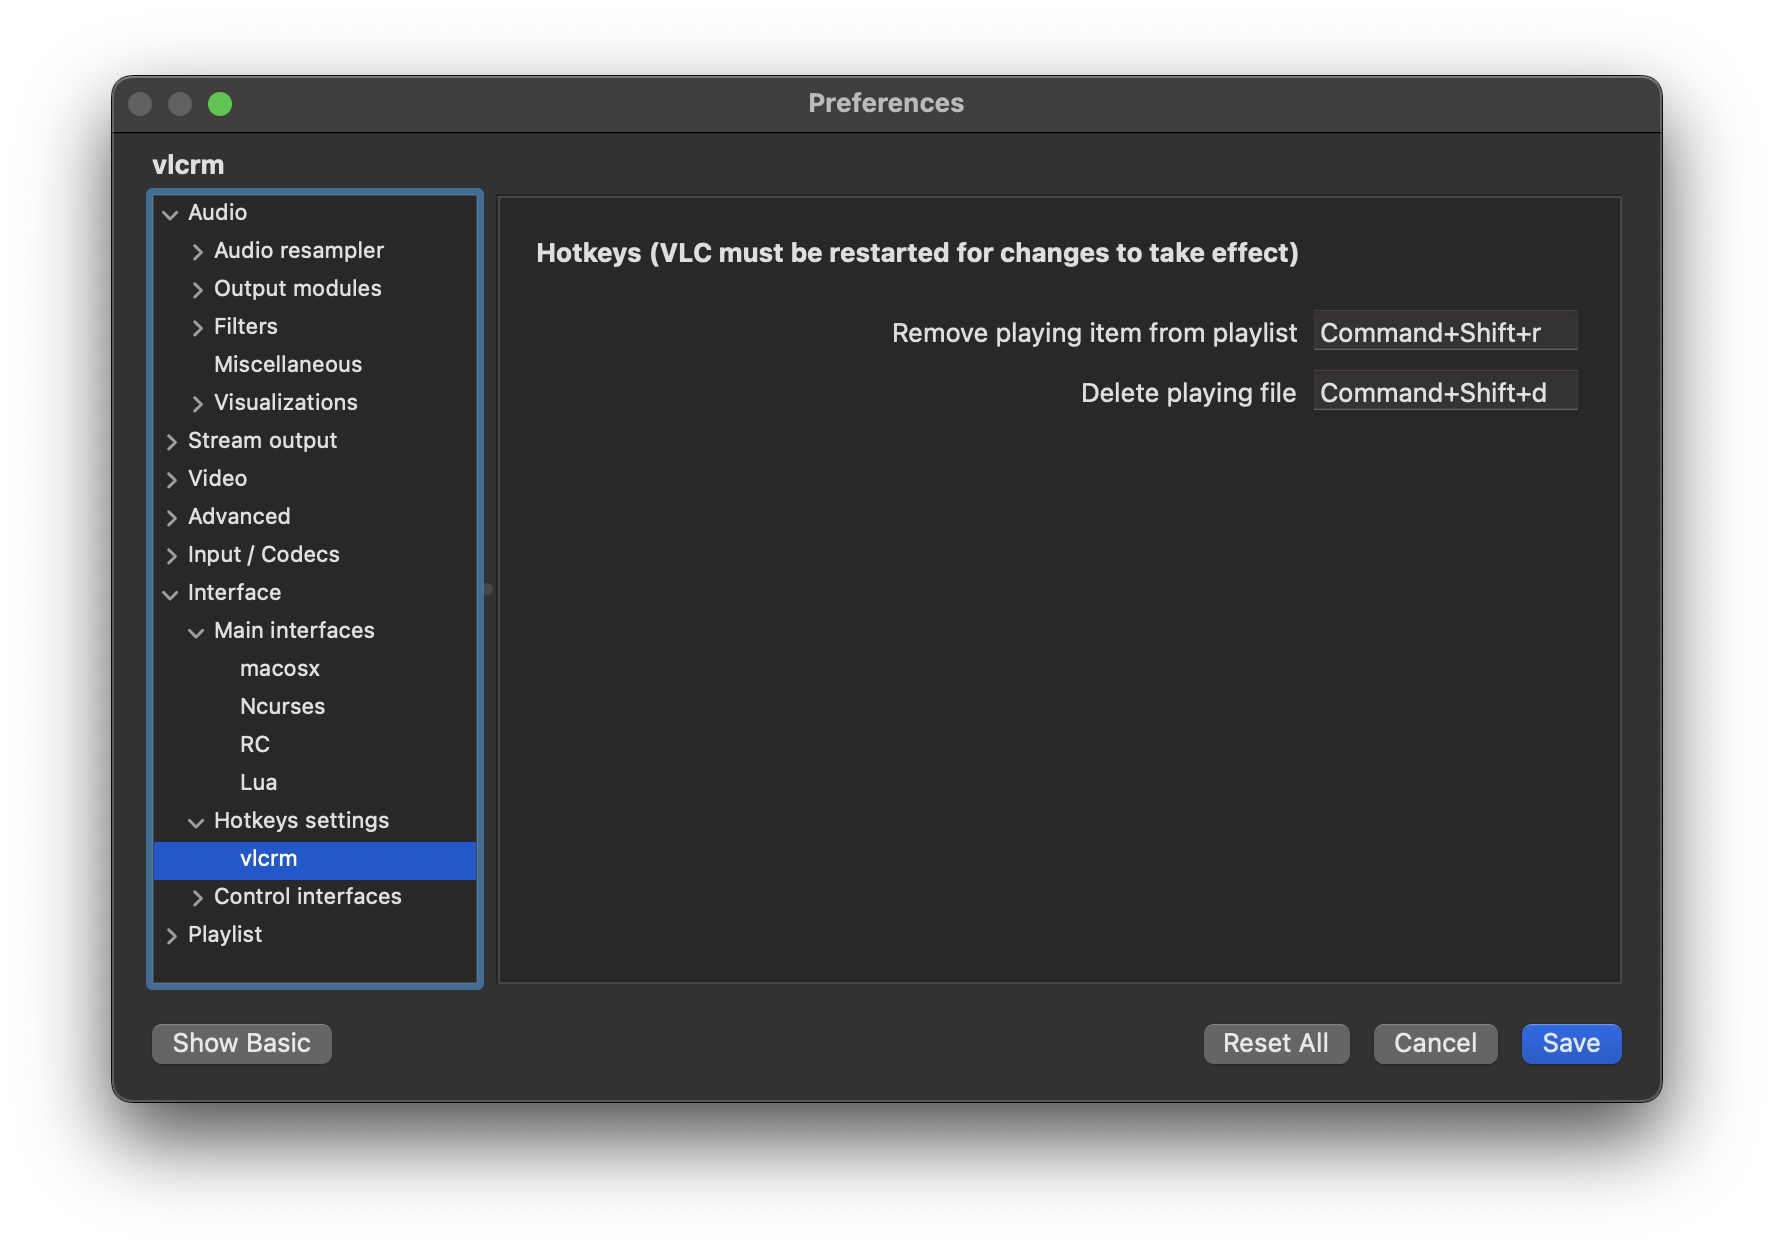 Preferences
vlcrm
Audio
Audio resampler
Output modules
Filters
Miscellaneous
Visualizations
Stream output
Video
Advanced
Input / Codecs
Interface
Main interfaces
macosx
Ncurses
RC
Lua
Hotkeys settings
vlcrm
Control interfaces
Playlist
Hotkeys (VLC must be restarted for changes to take effect)
Remove playing item from playlist Command+Shift+r
Delete playing file Command+Shift+d
Show Basic Reset All Cancel Save